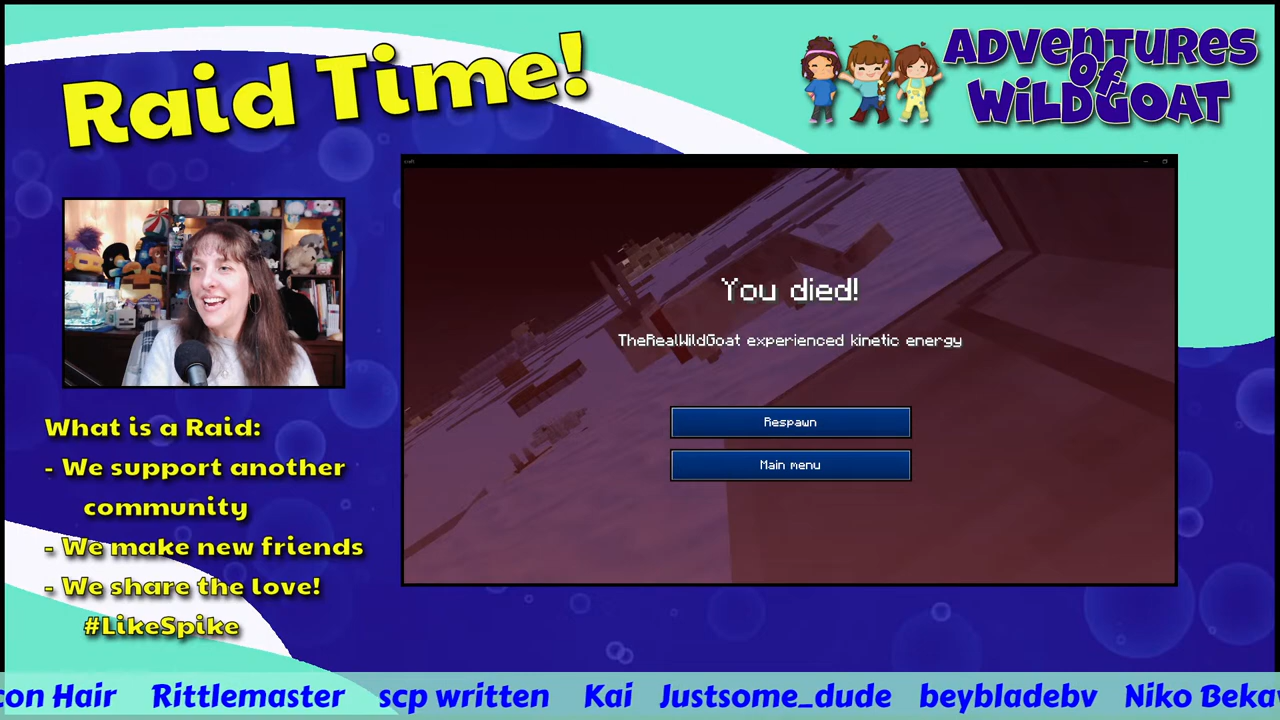 Raid Time!
ADVENTURES
OF
WILDGOAT
You died!
TheRealWildGoat experienced kinetic energy
Respawn
Main menu
What is a Raid:
- We support another
community
- We make new friends
- We share the love!
#LikeSpike
con Hair Rittlemaster scp written Kai Justsome_dude beybladebv Niko Beka